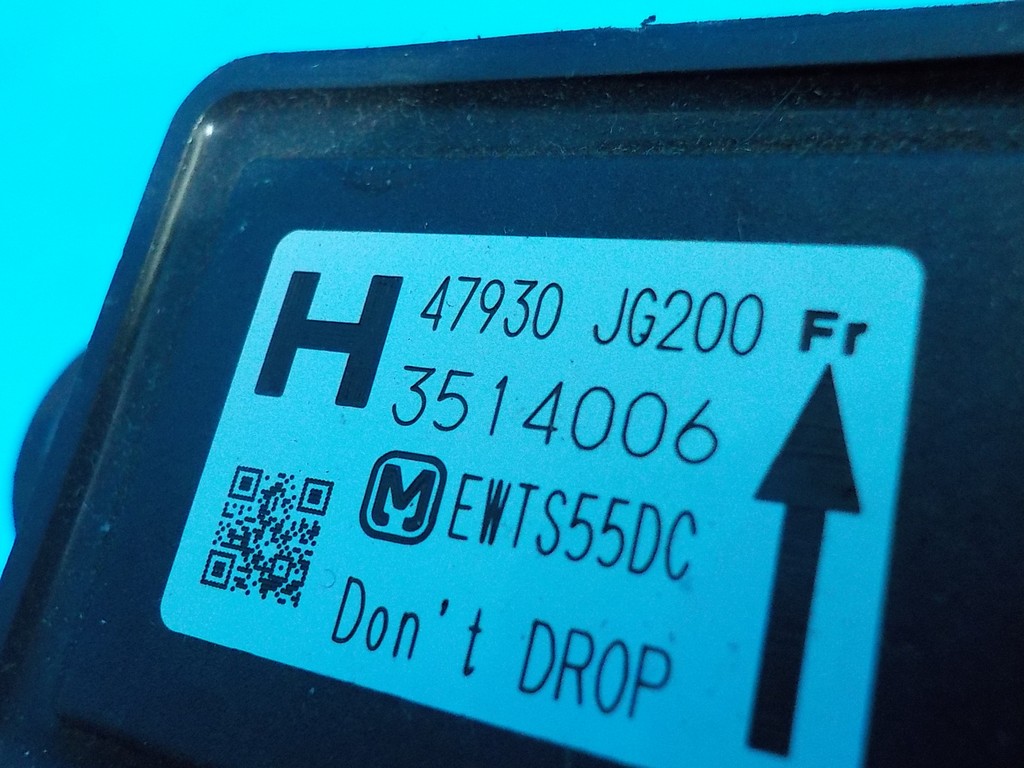 H 47930 JG200 Fr
3514006
M EWTS55DC
Don't DROP